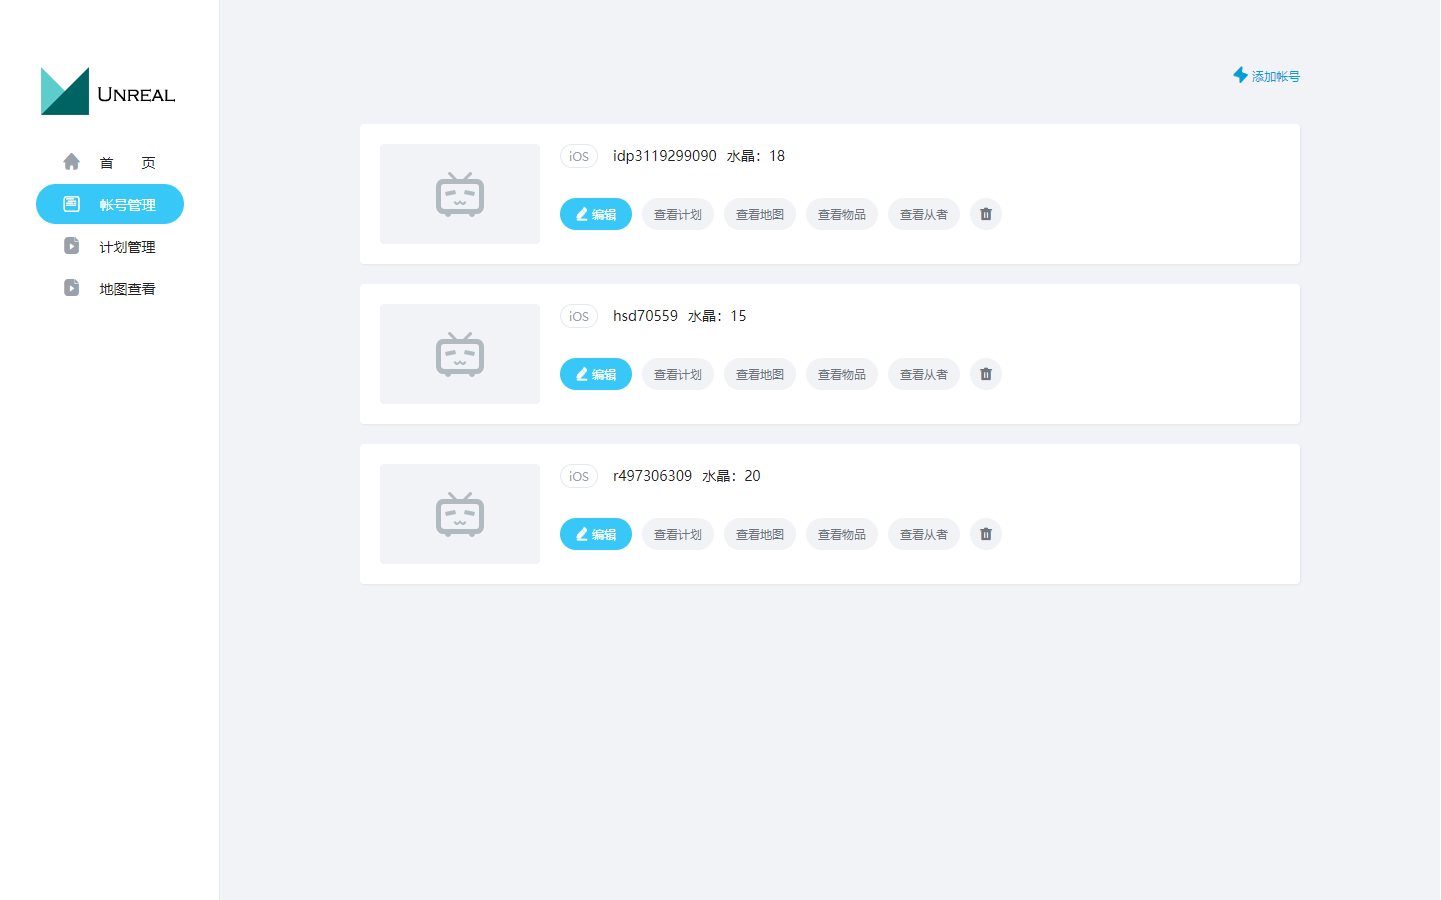 UNREAL
首 页
帐号管理
计划管理
地图查看
添加帐号
iOS idp3119299090 水晶：18
编辑 查看计划 查看地图 查看物品 查看从者
iOS hsd70559 水晶：15
编辑 查看计划 查看地图 查看物品 查看从者
iOS r497306309 水晶：20
编辑 查看计划 查看地图 查看物品 查看从者